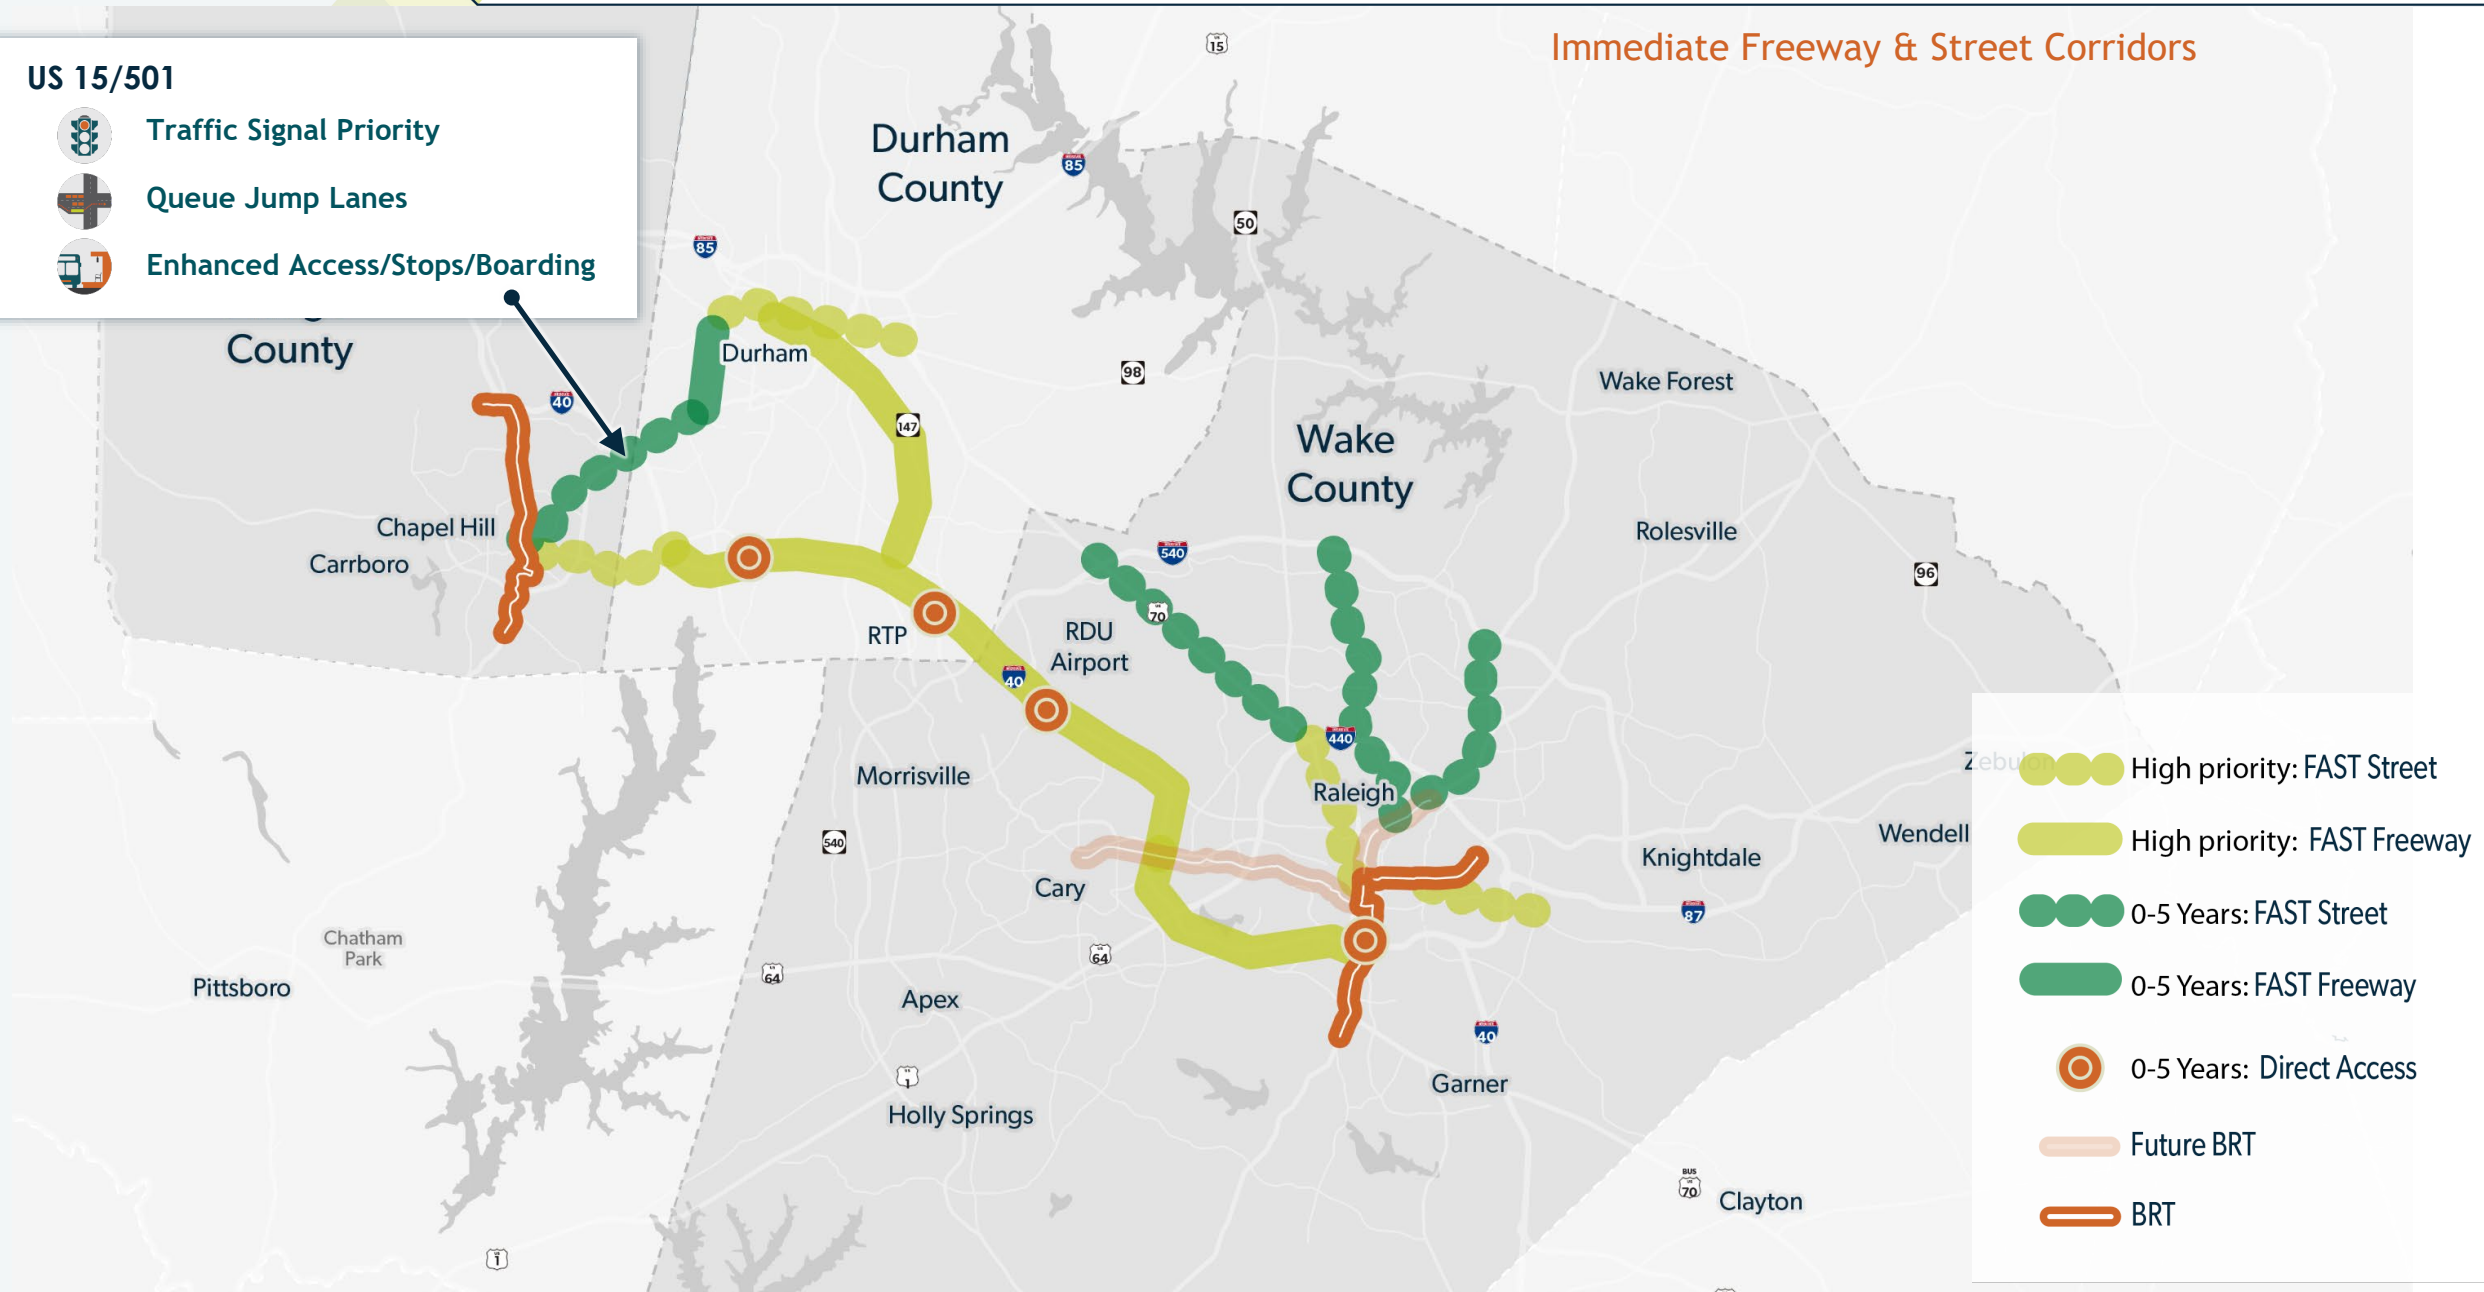 Immediate Freeway & Street Corridors
US 15/501
Traffic Signal Priority
Queue Jump Lanes
Enhanced Access/Stops/Boarding
15
Durham
County
85
50
85
County
Durham
98
Wake Forest
40
147
Wake
County
Chapel Hill
Carrboro
540
Rolesville
96
70
RTP
RDU
Airport
40
440
Morrisville
Raleigh
540
Cary
Knightdale
Wendell
87
Chatham
Park
Pittsboro
64
64
Apex
40
1
Garner
Holly Springs
BUS
70
Clayton
1
Zebulon
High priority: FAST Street
High priority: FAST Freeway
0-5 Years: FAST Street
0-5 Years: FAST Freeway
0-5 Years: Direct Access
Future BRT
BRT